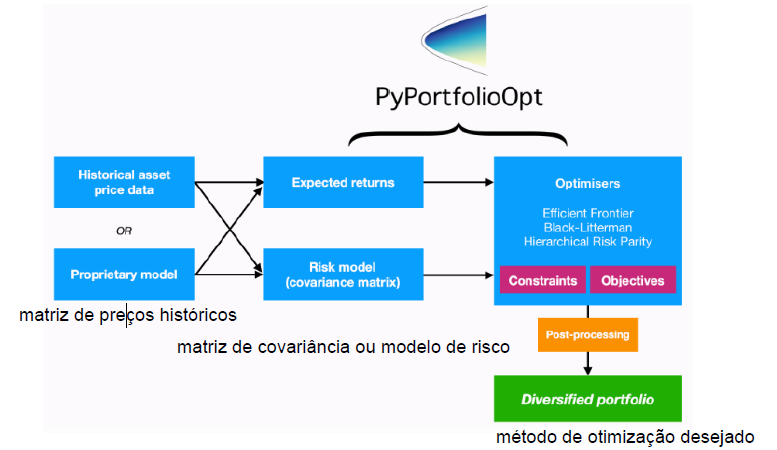 PyPortfolioOpt
Historical asset
price data
Expected returns
Optimisers
Efficient Frontier
Black-Litterman
Hierarchical Risk Parity
OR
Proprietary model
Risk model
(covariance matrix)
Constraints
Objectives
matriz de preços históricos
matriz de covariância ou modelo de risco
Post-processing
Diversified portfolio
método de otimização desejado